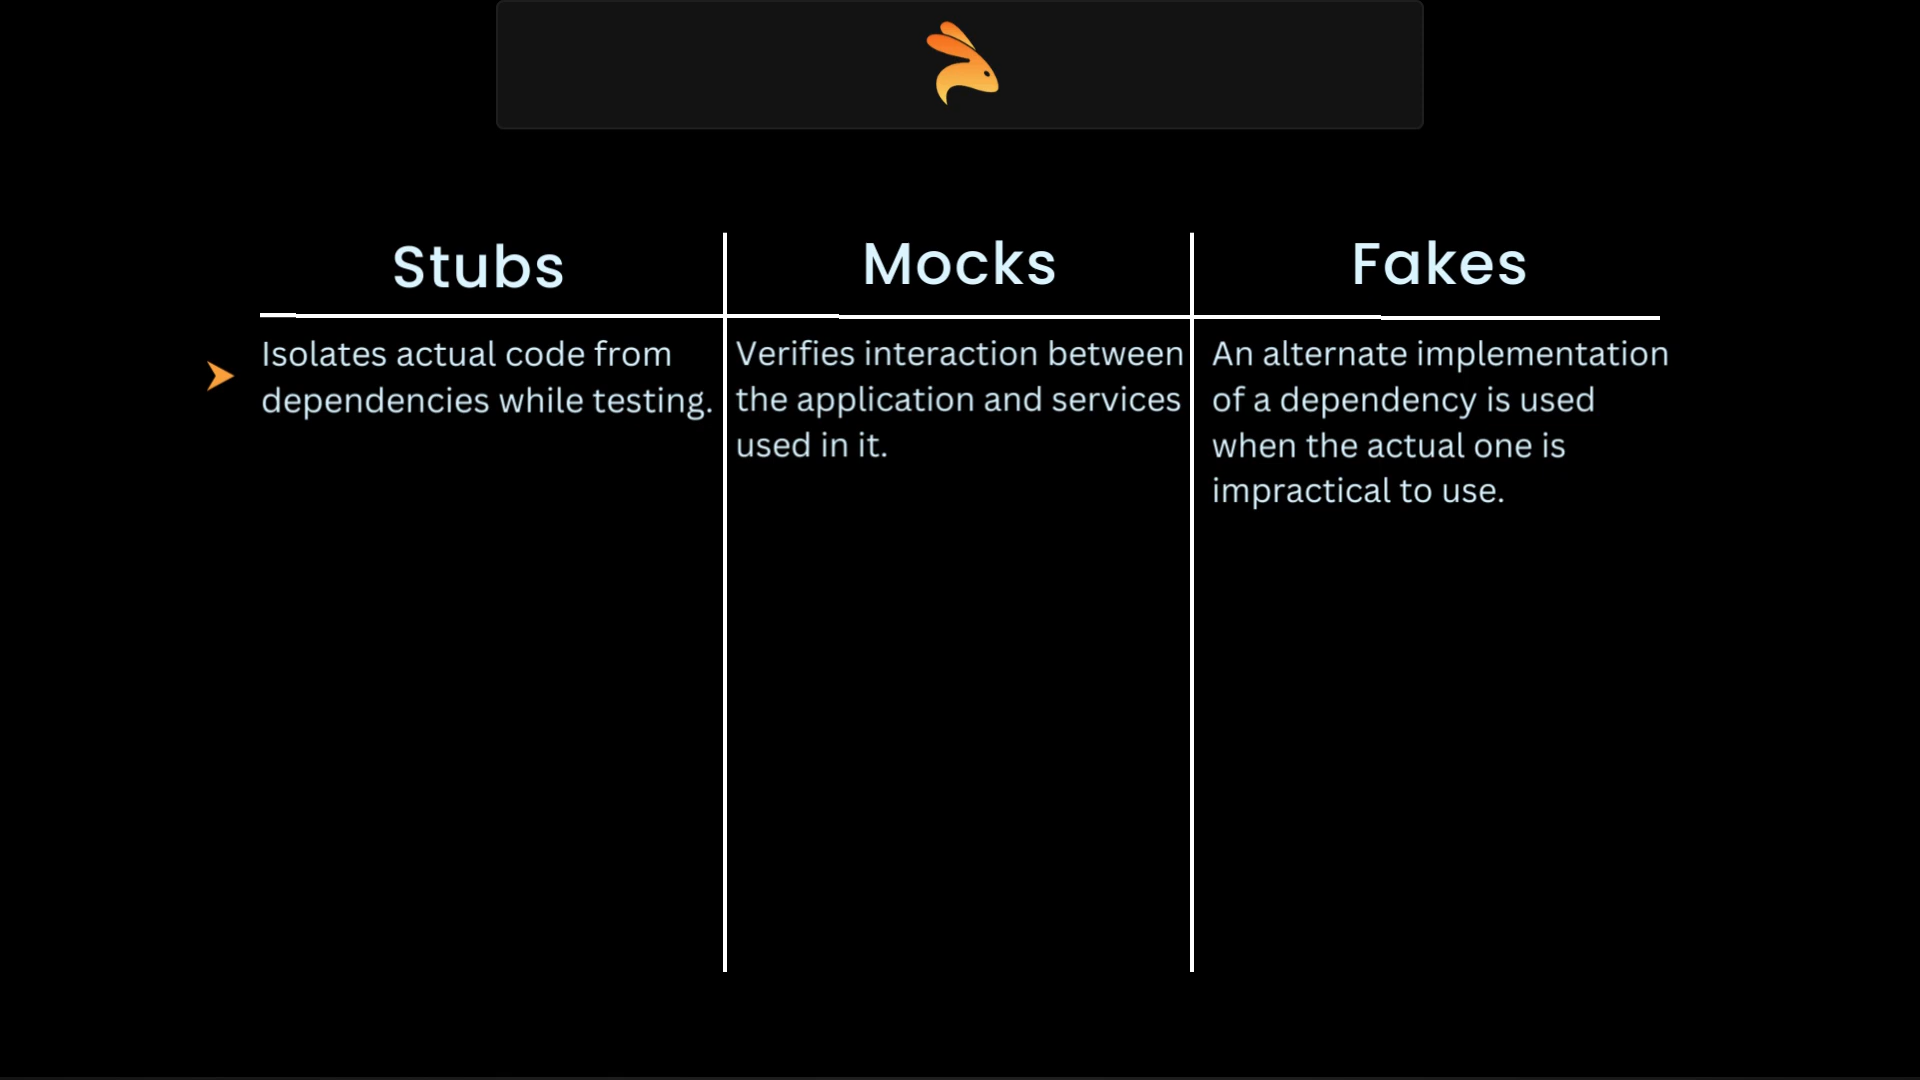 Stubs
Mocks
Fakes
Isolates actual code from
dependencies while testing.
Verifies interaction between
the application and services
used in it.
An alternate implementation
of a dependency is used
when the actual one is
impractical to use.